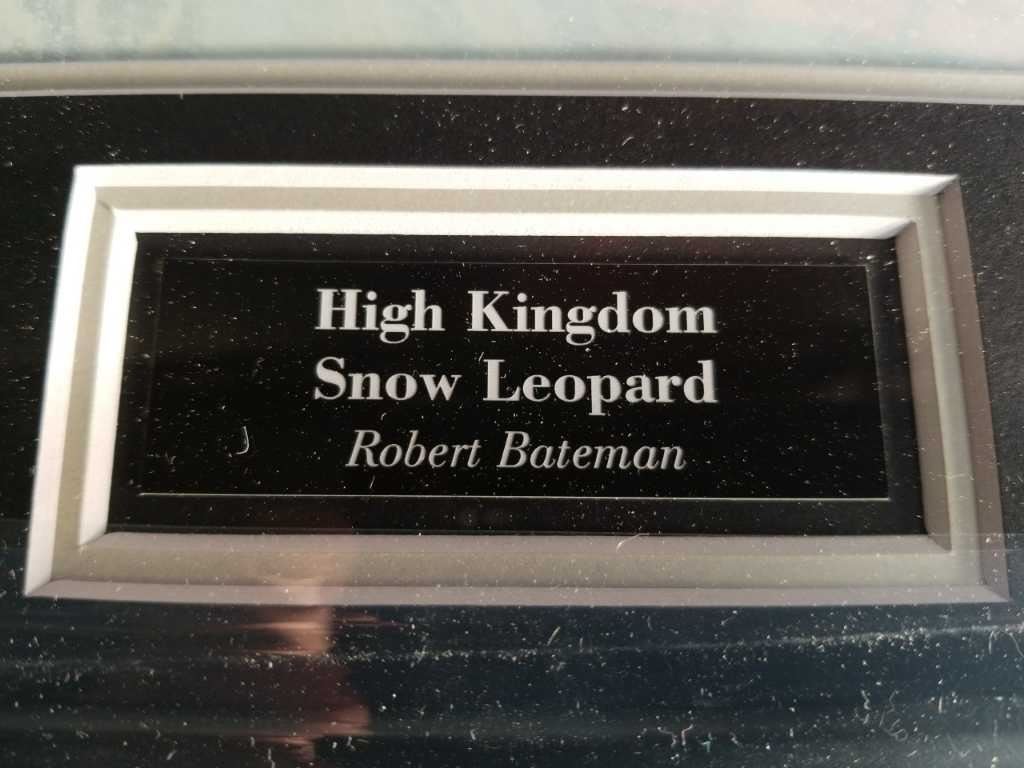 High Kingdom
Snow Leopard
Robert Bateman